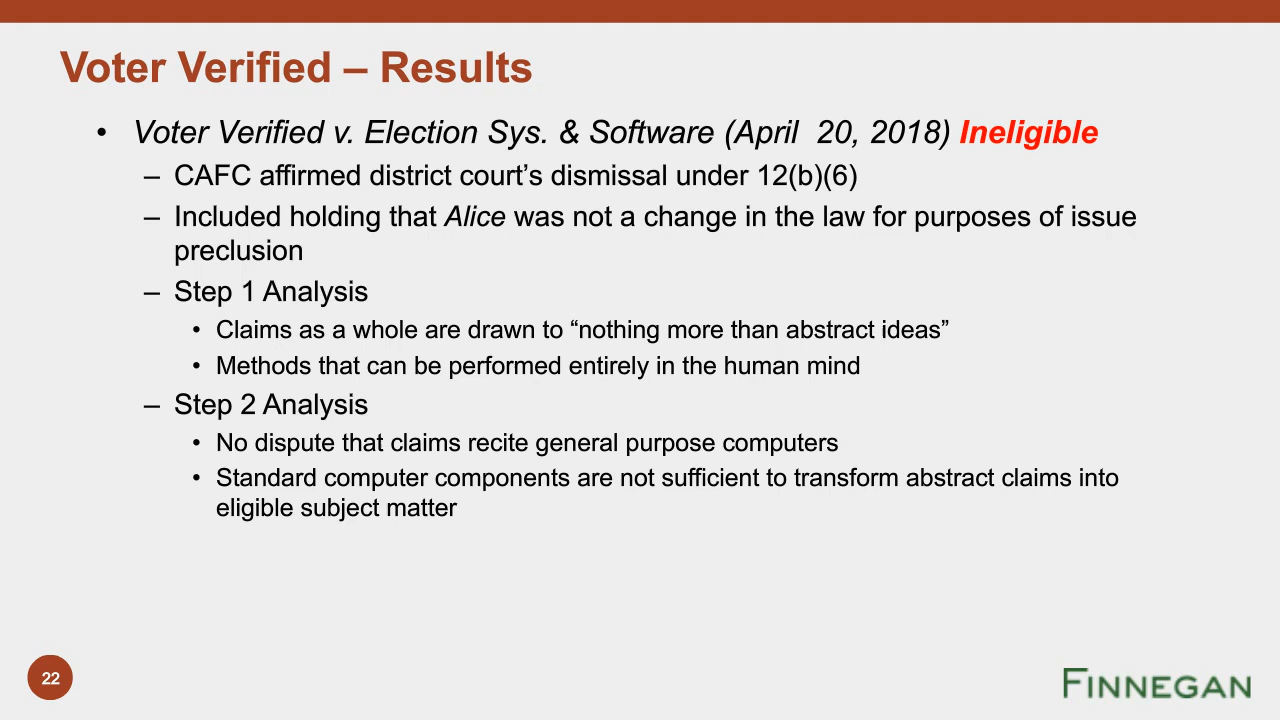 Voter Verified – Results
• Voter Verified v. Election Sys. & Software (April  20, 2018) Ineligible
– CAFC affirmed district court’s dismissal under 12(b)(6)
– Included holding that Alice was not a change in the law for purposes of issue
preclusion
– Step 1 Analysis
• Claims as a whole are drawn to “nothing more than abstract ideas”
• Methods that can be performed entirely in the human mind
– Step 2 Analysis
• No dispute that claims recite general purpose computers
• Standard computer components are not sufficient to transform abstract claims into
eligible subject matter
22
FINNEGAN